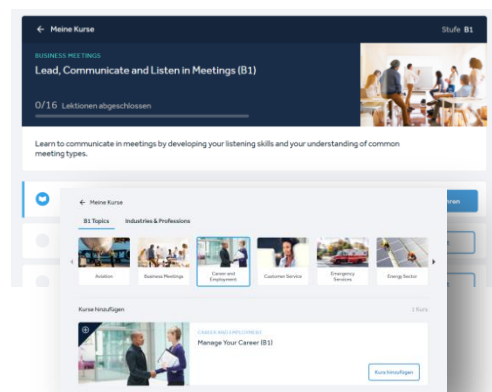 ← Meine Kurse
Stufe B1
BUSINESS MEETINGS
Lead, Communicate and Listen in Meetings (B1)
0/16 Lektionen abgeschlossen
Learn to communicate in meetings by developing your listening skills and your understanding of common
meeting types.
← Meine Kurse
B1 Topics
Industries & Professions
Aviation
Business Meetings
Career and
Employment
Customer Service
Emergency
Services
Energy Sector
Kurse hinzufügen
1 Kurs
CAREER AND EMPLOYMENT
Manage Your Career (B1)
Kurs hinzufügen